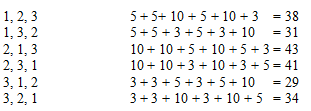 1, 2, 3 5 + 5+ 10 + 5 + 10 + 3 = 38
1, 3, 2 5 + 5 + 3 + 5 + 3 + 10 = 31
2, 1, 3 10 + 10 + 5 + 10 + 5 + 3 = 43
2, 3, 1 10 + 10 + 3 + 10 + 3 + 5 = 41
3, 1, 2 3 + 3 + 5 + 3 + 5 + 10 = 29
3, 2, 1 3 + 3 + 10 + 3 + 10 + 5 = 34